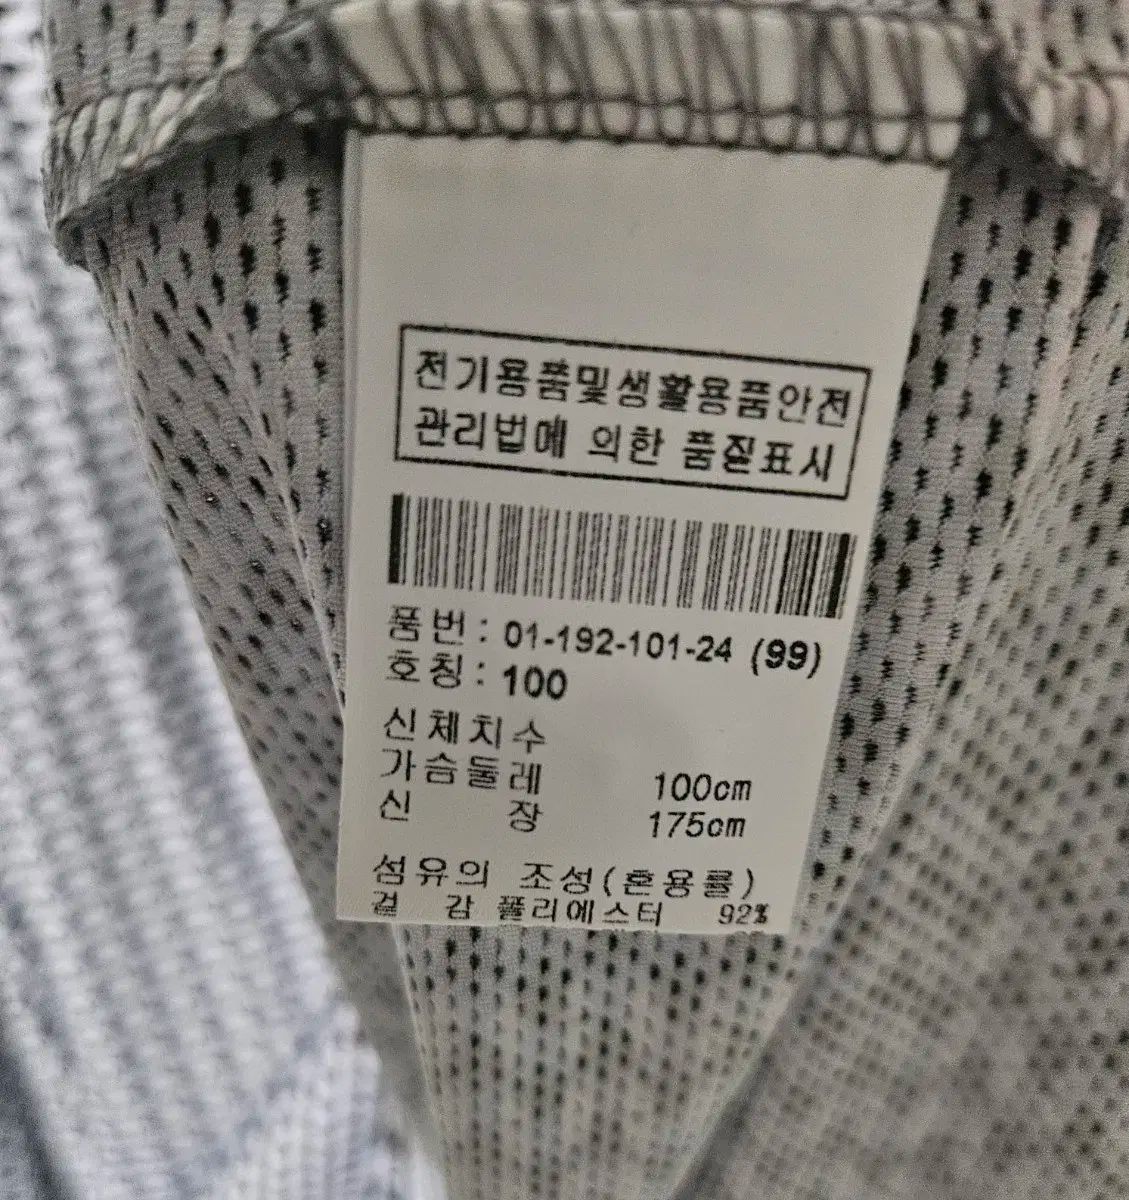 전기용품및생활용품안전
관리법에 의한 품질표시
품번: 01-192-101-24 (99)
호칭: 100
신체치수
가슴둘레 100cm
신 장 175cm
섬유의 조성(혼용률)
겉 감 폴리에스터 92%